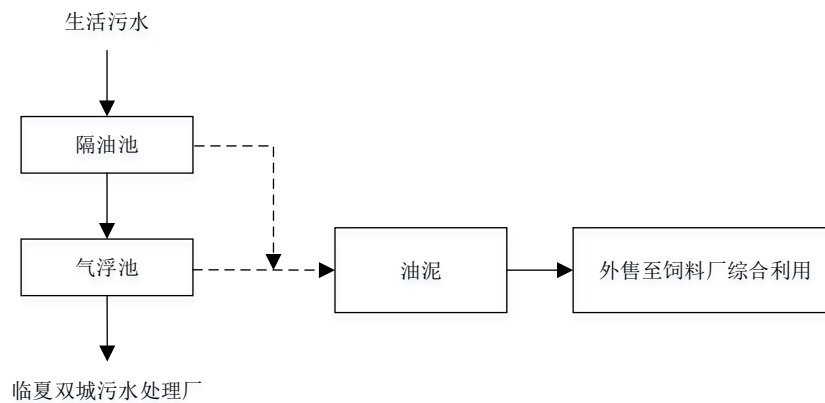 生活污水
隔油池
气浮池
油泥
外售至饲料厂综合利用
临夏双城污水处理厂